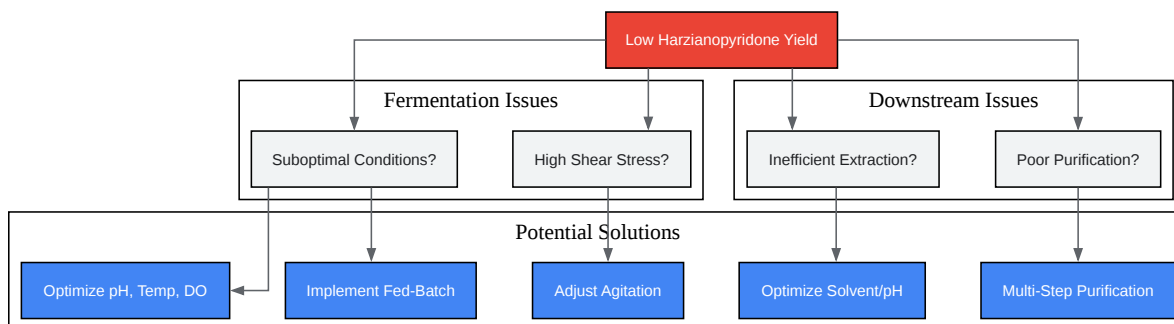 Low Harzianopyridone Yield
Fermentation Issues
Downstream Issues
Suboptimal Conditions?
High Shear Stress?
Inefficient Extraction?
Poor Purification?
Potential Solutions
Optimize pH, Temp, DO
Implement Fed-Batch
Adjust Agitation
Optimize Solvent/pH
Multi-Step Purification